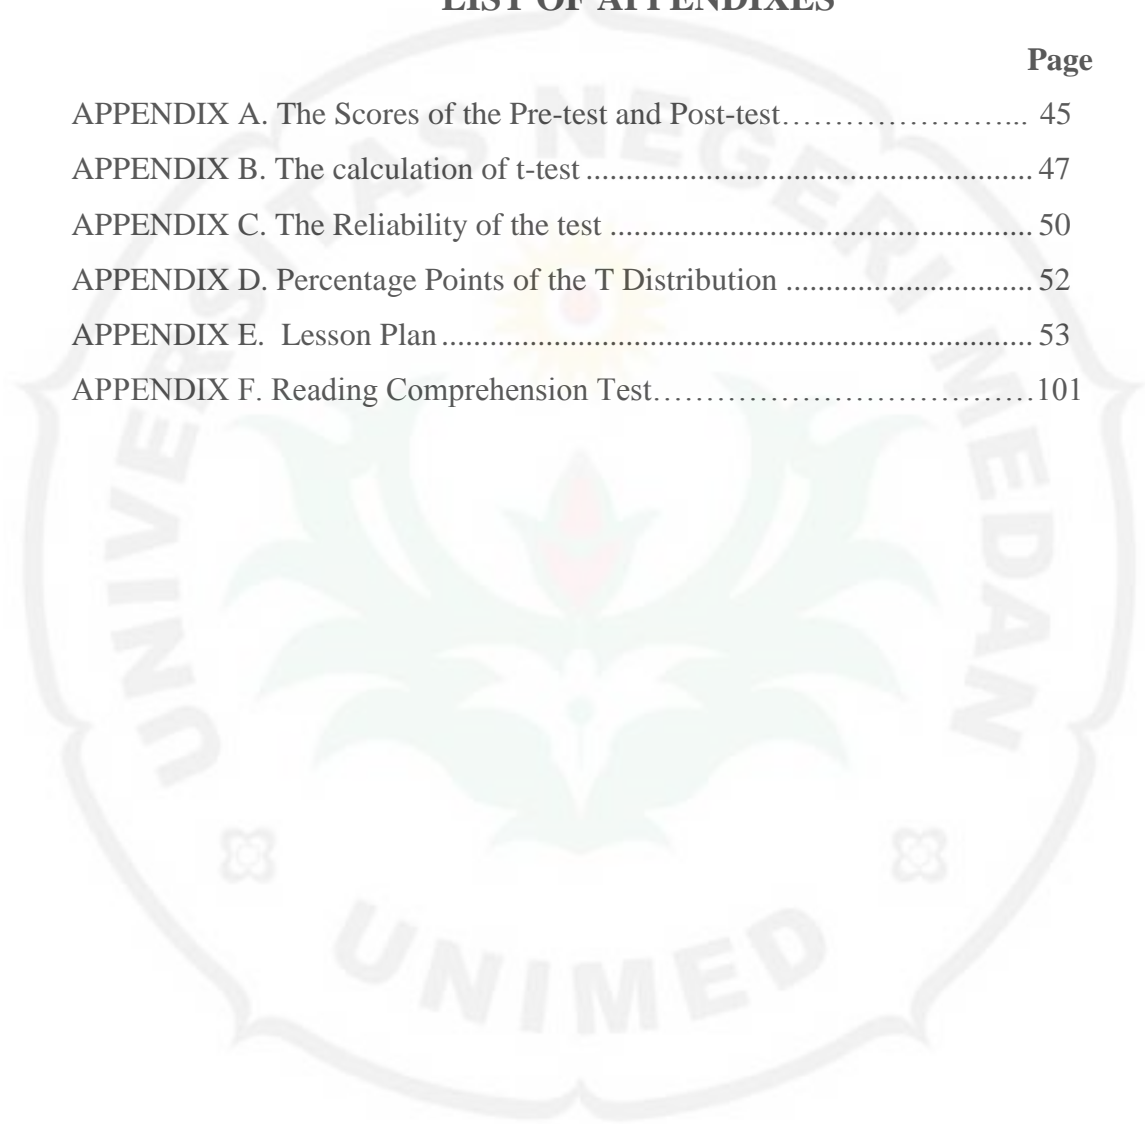 LIST OF APPENDIXES
Page
APPENDIX A. The Scores of the Pre-test and Post-test…………………... 45
APPENDIX B. The calculation of t-test ........................................................ 47
APPENDIX C. The Reliability of the test ..................................................... 50
APPENDIX D. Percentage Points of the T Distribution ............................... 52
APPENDIX E.  Lesson Plan .......................................................................... 53
APPENDIX F. Reading Comprehension Test………………………………101
UNIVERSITAS NEGERI MEDAN
UNIMED